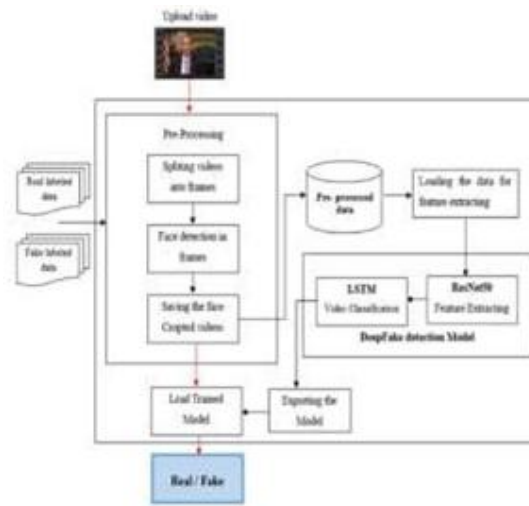 Upload video
Pre-Processing
Spliting videos
into frames
Face detection in
frames
Saving the face
Cropted videos
Real labeled
data
Fake labeled
data
Pre- processed
data
Loading the data for
feature extracting
LSTM
Video Classification
ResNet50
Feature Extracting
DeepFake detection Model
Load Trained
Model
Exporting the
Model
Real / Fake